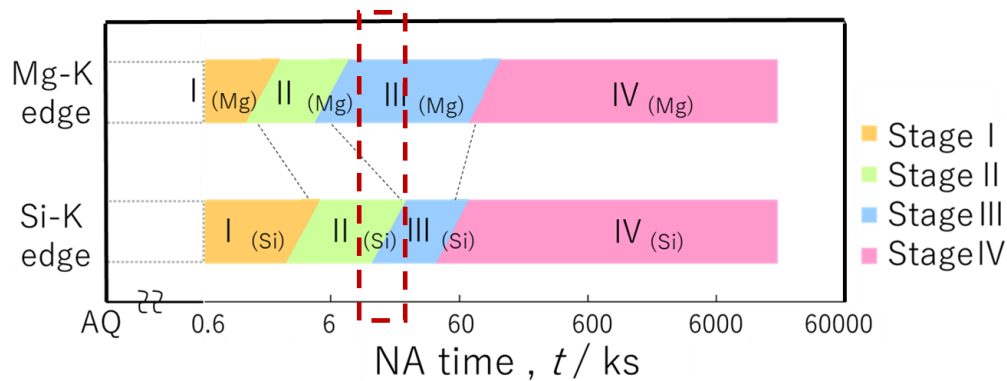 Mg-K
edge
I (Mg) II (Mg) III (Mg) IV (Mg)
Si-K
edge
I (Si) II (Si) III (Si) IV (Si)
Stage I
Stage II
Stage III
Stage IV
AQ 0.6 6 60 600 6000 60000
NA time , t / ks